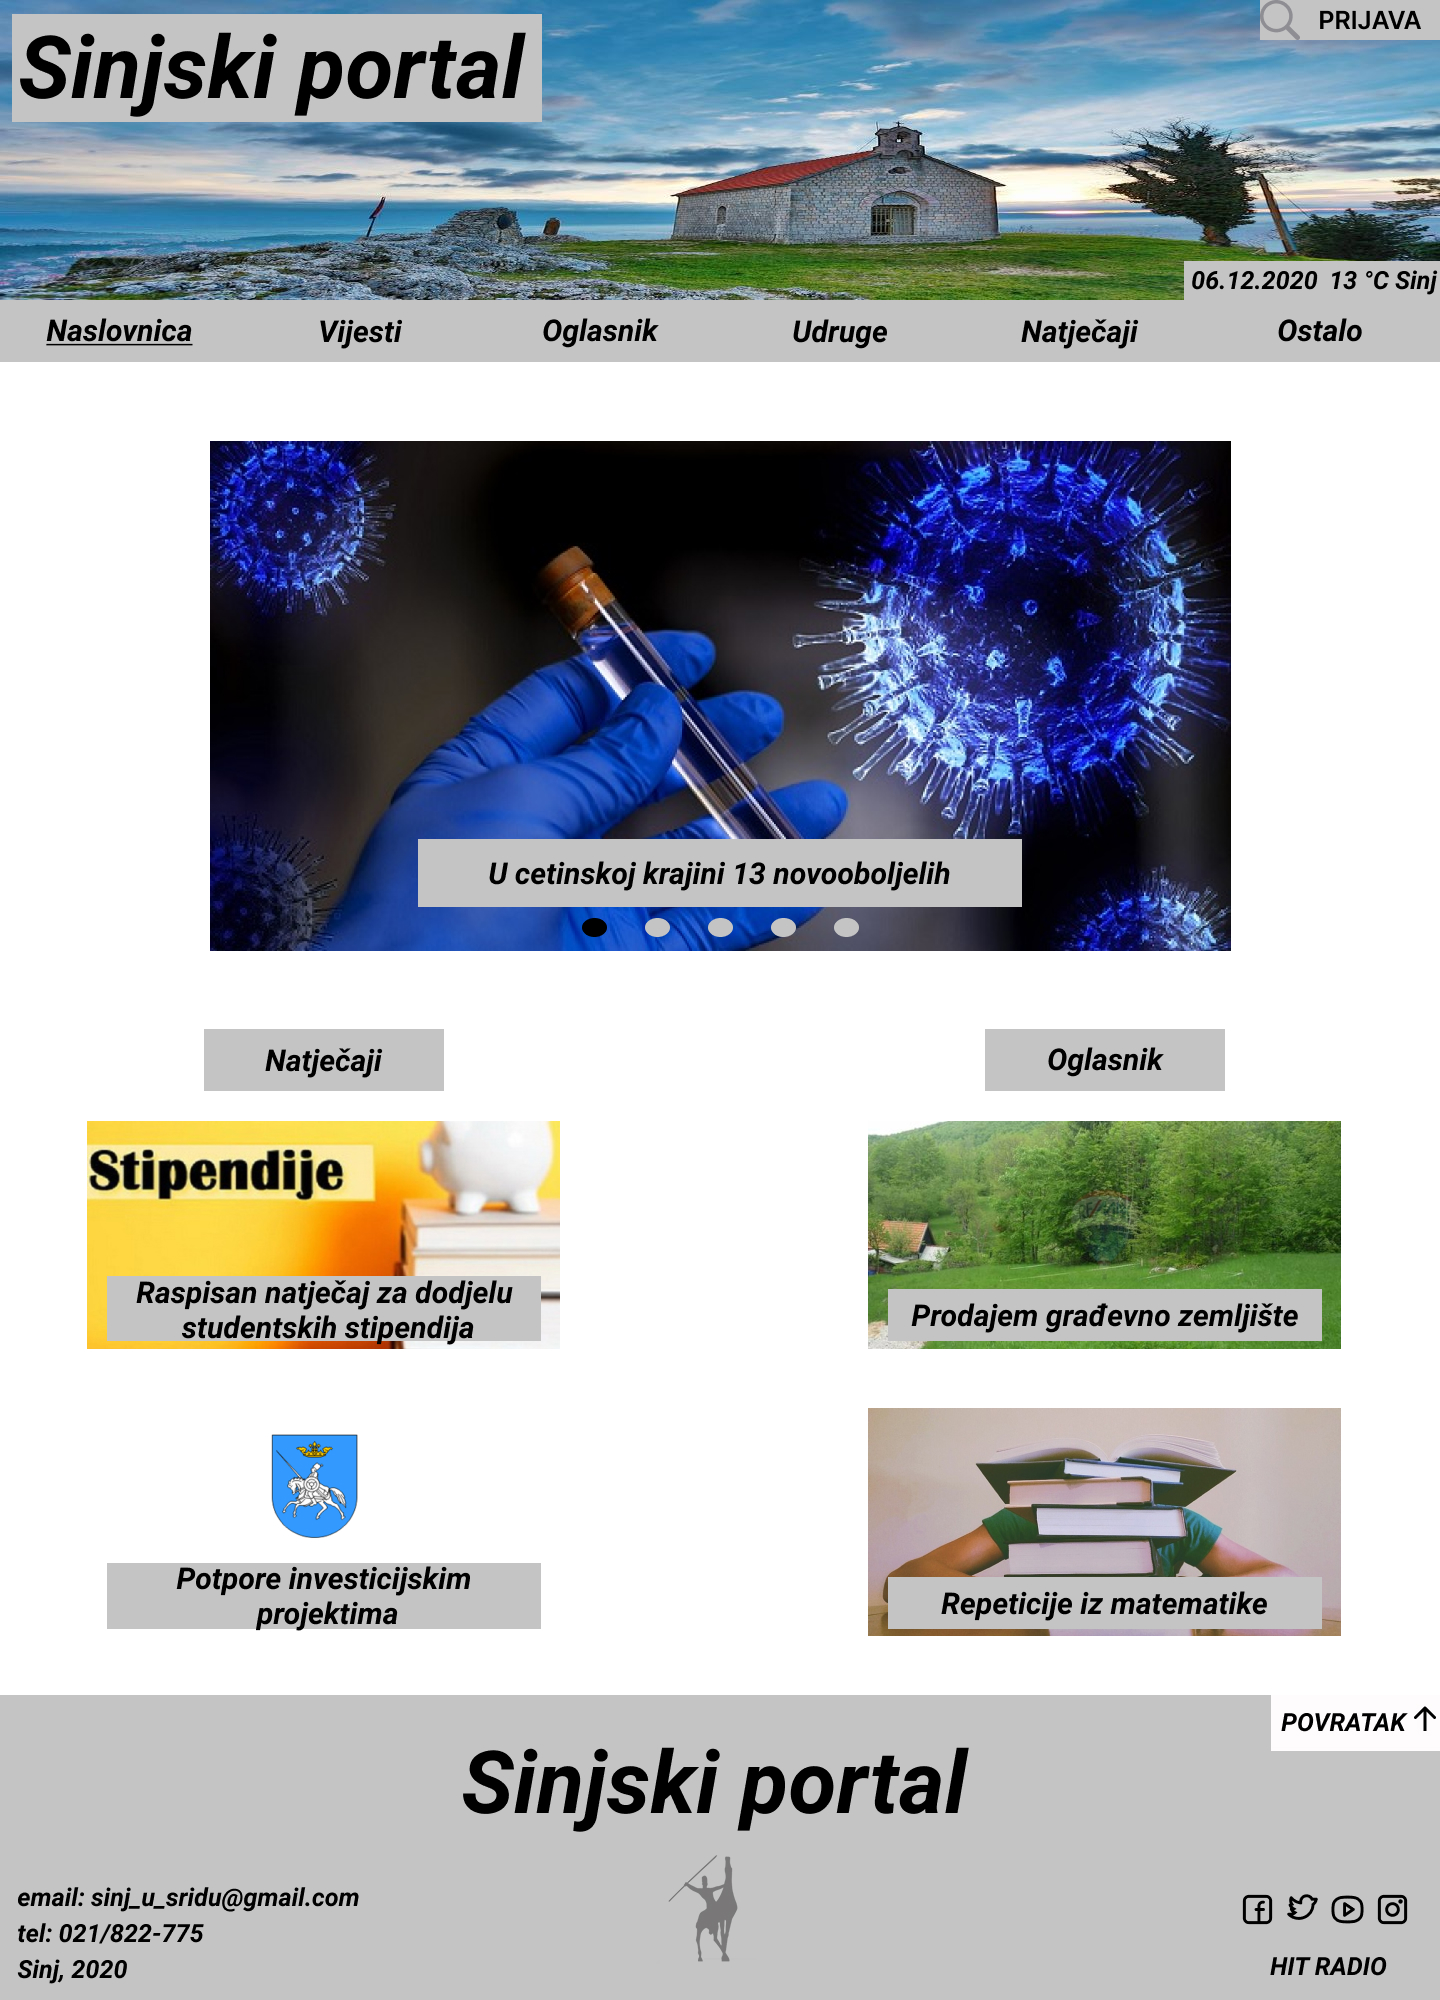 Sinjski portal
PRIJAVA
06.12.2020  13 °C Sinj
Naslovnica
Vijesti
Oglasnik
Udruge
Natječaji
Ostalo
U cetinskoj krajini 13 novooboljelih
Natječaji
Oglasnik
Stipendije
Raspisan natječaj za dodjelu
studentskih stipendija
Prodajem građevno zemljište
Potpore investicijskim
projektima
Repeticije iz matematike
POVRATAK
Sinjski portal
email: sinj_u_sridu@gmail.com
tel: 021/822-775
Sinj, 2020
HIT RADIO